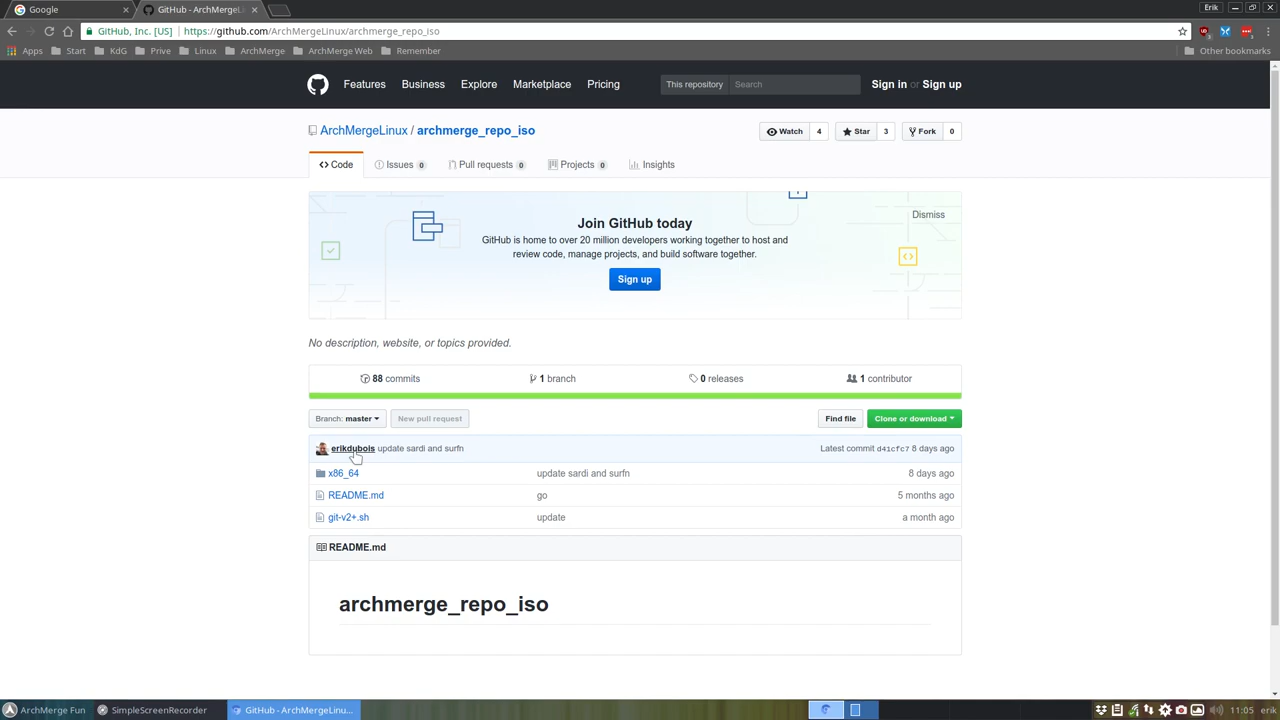 Google
GitHub - ArchMergeL
Erik
GitHub, Inc. [US]
https://github.com/ArchMergeLinux/archmerge_repo_iso
Apps
Start
KdG
Prive
Linux
ArchMerge
ArchMerge Web
Remember
Other bookmarks
Features
Business
Explore
Marketplace
Pricing
This repository
Search
Sign in or Sign up
ArchMergeLinux / archmerge_repo_iso
Watch 4
Star 3
Fork 0
Code
Issues 0
Pull requests 0
Projects 0
Insights
Join GitHub today
Dismiss
GitHub is home to over 20 million developers working together to host and
review code, manage projects, and build software together.
Sign up
No description, website, or topics provided.
88 commits
1 branch
0 releases
1 contributor
Branch: master
New pull request
Find file
Clone or download
erikdubois update sardi and surfn
Latest commit d41cfc7 8 days ago
x86_64 update sardi and surfn 8 days ago
README.md go 5 months ago
git-v2+.sh update a month ago
README.md
archmerge_repo_iso
ArchMerge Fun
SimpleScreenRecorder
GitHub - ArchMergeLinu...
11:05
erik